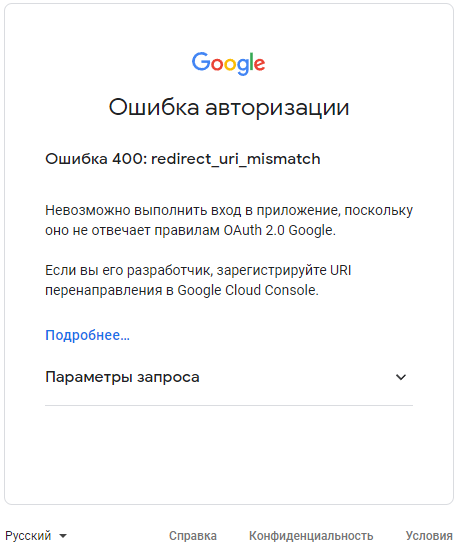 Google
Ошибка авторизации
Ошибка 400: redirect_uri_mismatch
Невозможно выполнить вход в приложение, поскольку
оно не отвечает правилам OAuth 2.0 Google.
Если вы его разработчик, зарегистрируйте URI
перенаправления в Google Cloud Console.
Подробнее…
Параметры запроса
Русский
Справка
Конфиденциальность
Условия